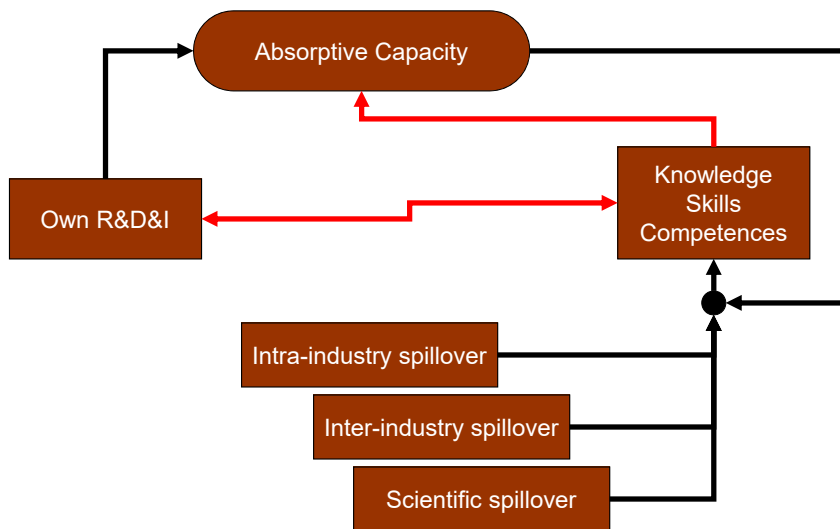 Absorptive Capacity
Own R&D&I
Knowledge
Skills
Competences
Intra-industry spillover
Inter-industry spillover
Scientific spillover